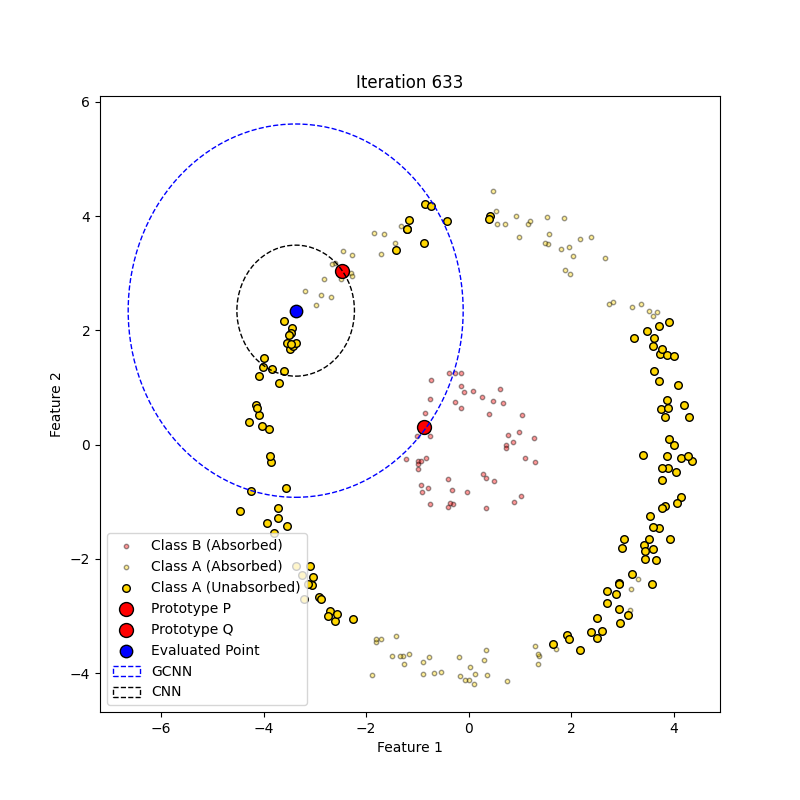 Iteration 633
6
4
2
0
−2
−4
Feature 2
Class B (Absorbed)
Class A (Absorbed)
Class A (Unabsorbed)
Prototype P
Prototype Q
Evaluated Point
GCNN
CNN
−6 −4 −2 0 2 4
Feature 1